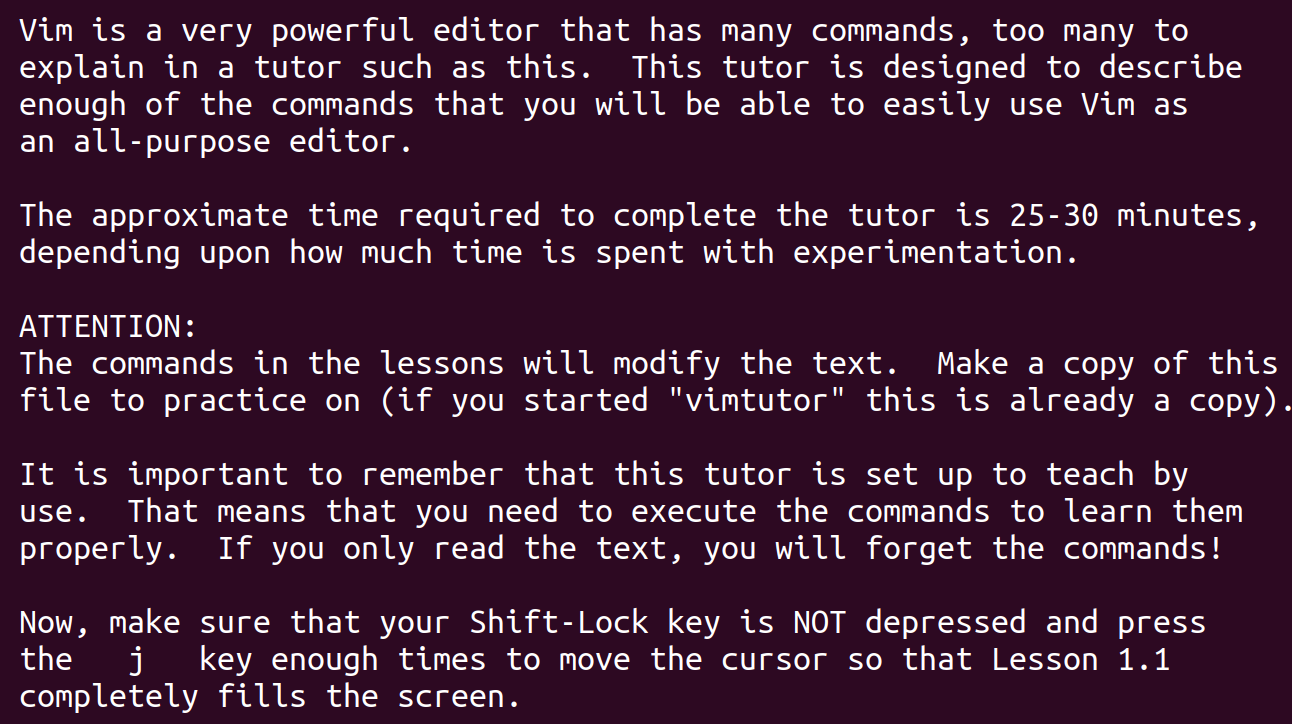 Vim is a very powerful editor that has many commands, too many to
explain in a tutor such as this.  This tutor is designed to describe
enough of the commands that you will be able to easily use Vim as
an all-purpose editor.

The approximate time required to complete the tutor is 25-30 minutes,
depending upon how much time is spent with experimentation.

ATTENTION:
The commands in the lessons will modify the text.  Make a copy of this
file to practice on (if you started "vimtutor" this is already a copy).

It is important to remember that this tutor is set up to teach by
use.  That means that you need to execute the commands to learn them
properly.  If you only read the text, you will forget the commands!

Now, make sure that your Shift-Lock key is NOT depressed and press
the   j   key enough times to move the cursor so that Lesson 1.1
completely fills the screen.